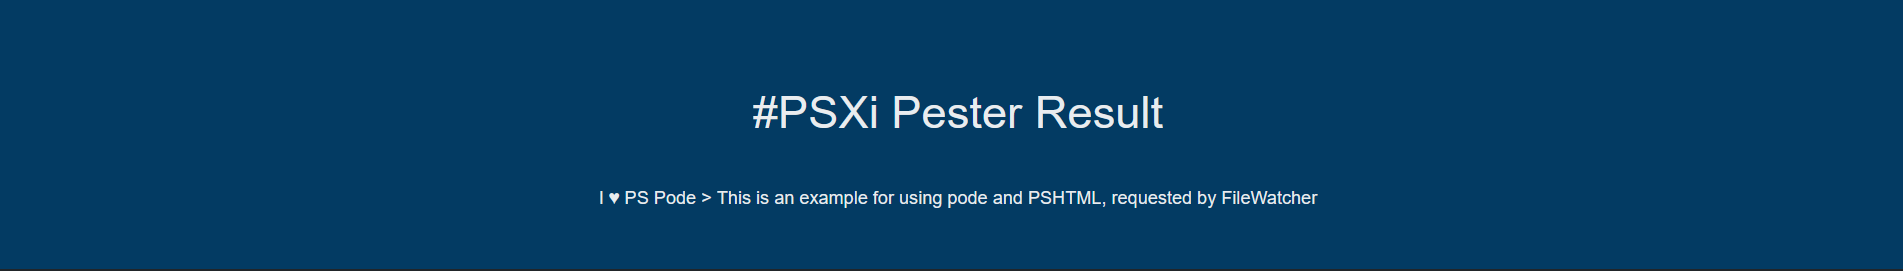 #PSXi Pester Result
I ♥ PS Pode > This is an example for using pode and PSHTML, requested by FileWatcher